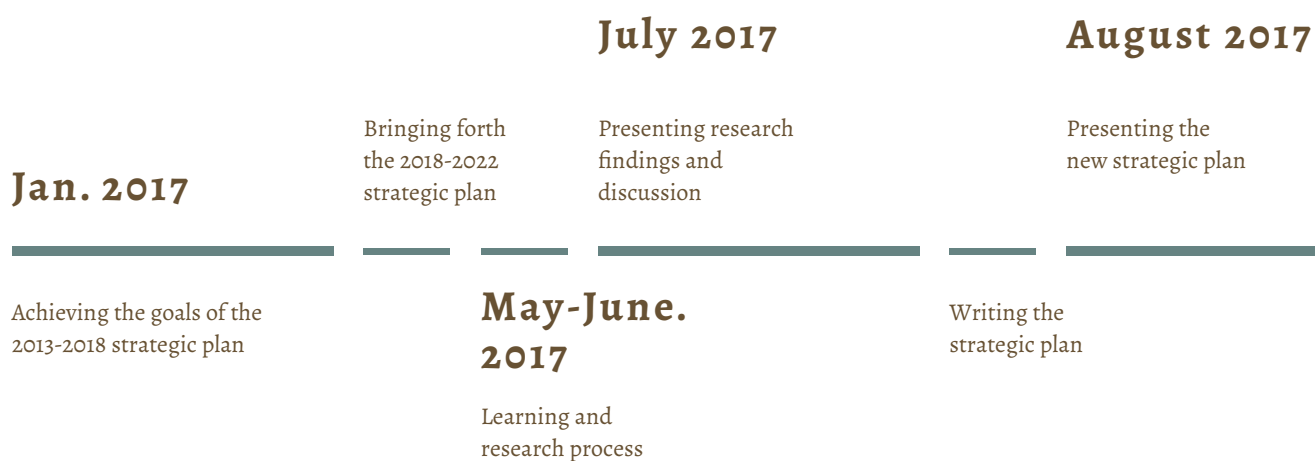 Jan. 2017
Achieving the goals of the
2013-2018 strategic plan
Bringing forth
the 2018-2022
strategic plan
May-June.
2017
Learning and
research process
July 2017
Presenting research
findings and
discussion
Writing the
strategic plan
August 2017
Presenting the
new strategic plan